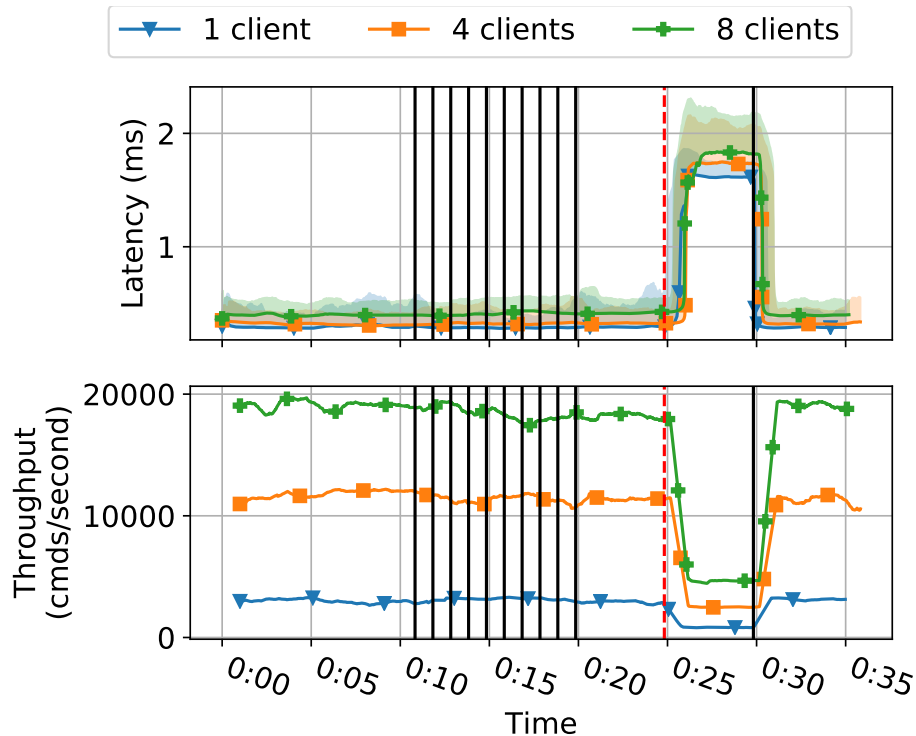 1 client 4 clients 8 clients
2
1
Latency (ms)
20000
10000
0
Throughput
(cmds/second)
0:00 0:05 0:10 0:15 0:20 0:25 0:30 0:35
Time